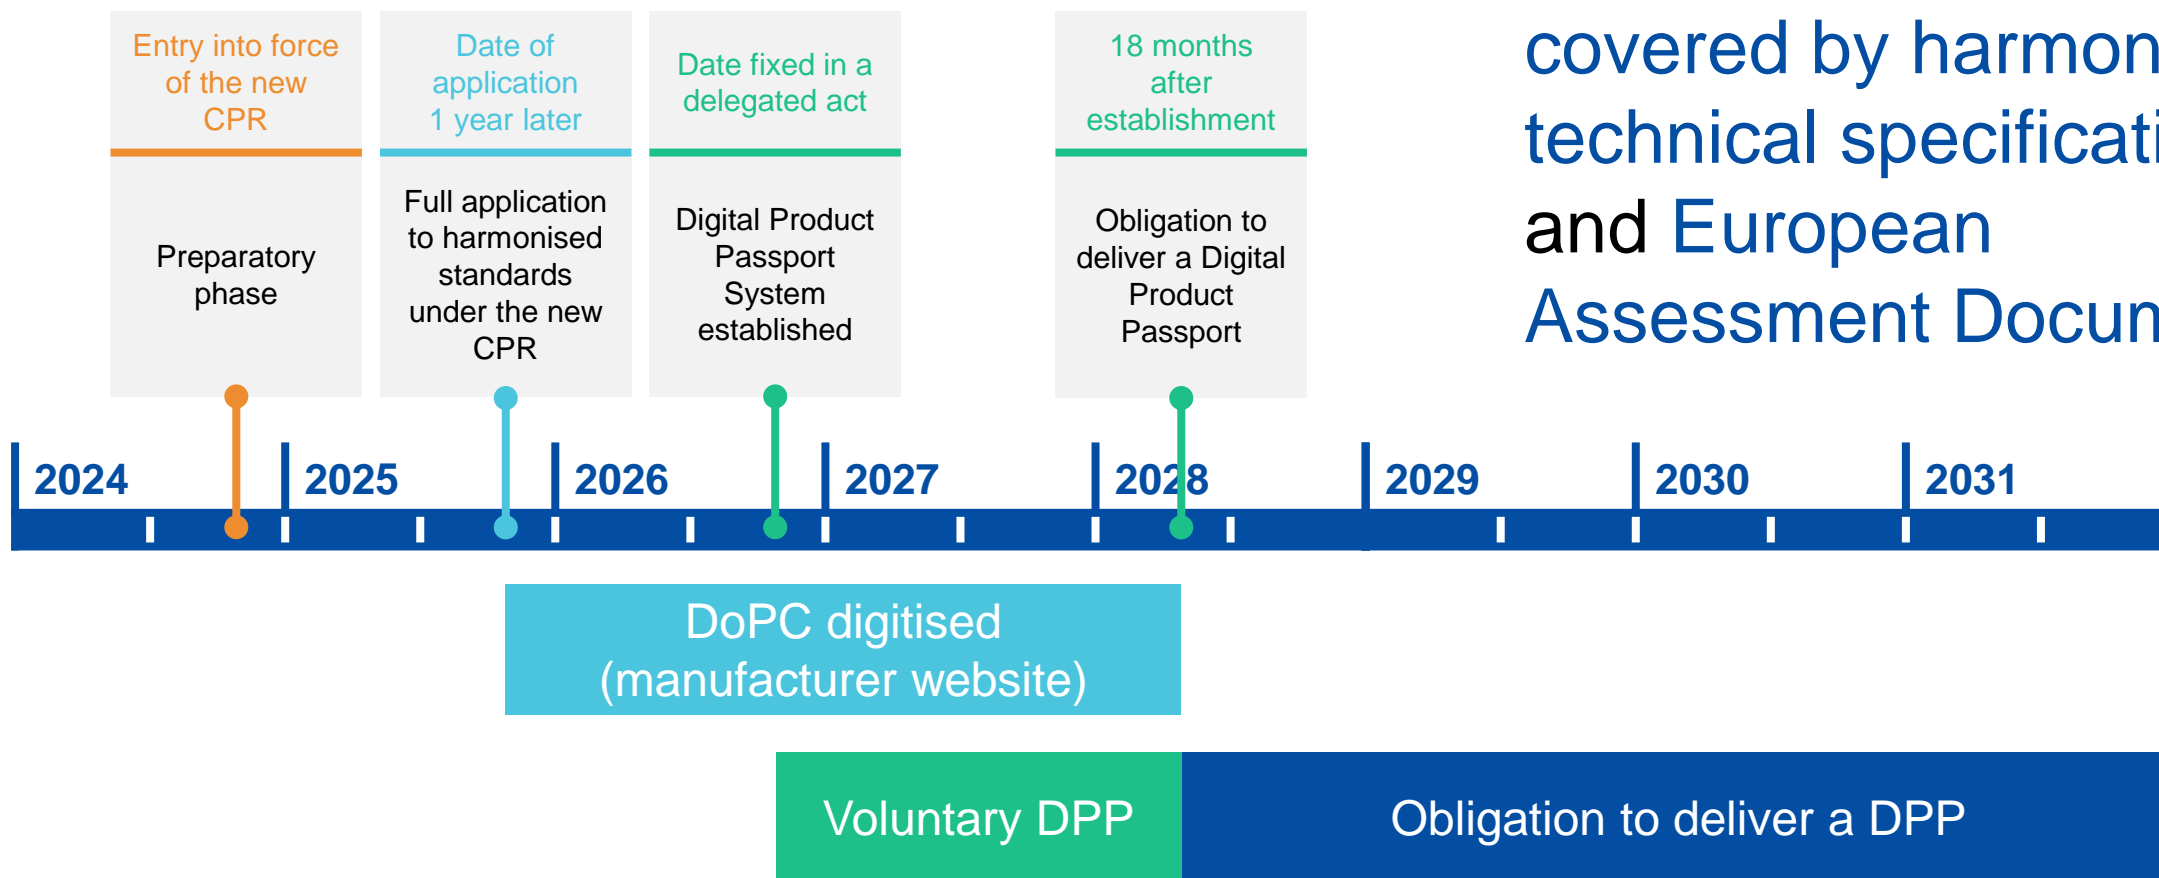 Entry into force
of the new
CPR
Preparatory
phase
Date of
application
1 year later
Full application
to harmonised
standards
under the new
CPR
Date fixed in a
delegated act
Digital Product
Passport
System
established
18 months
after
establishment
Obligation to
deliver a Digital
Product
Passport
covered by harmon
technical specificati
and European
Assessment Docum
2024
2025
2026
2027
2028
2029
2030
2031
DoPC digitised
(manufacturer website)
Voluntary DPP
Obligation to deliver a DPP